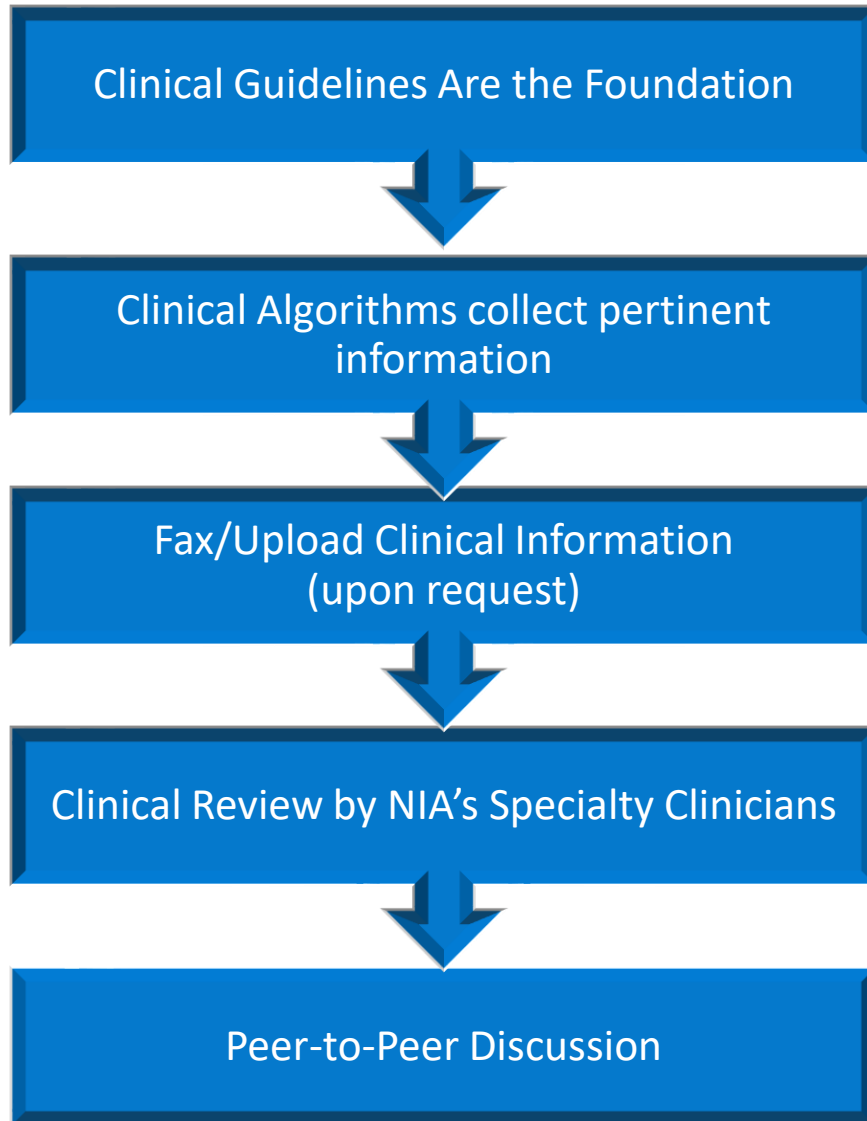 Clinical Guidelines Are the Foundation
Clinical Algorithms collect pertinent
information
Fax/Upload Clinical Information
(upon request)
Clinical Review by NIA’s Specialty Clinicians
Peer-to-Peer Discussion